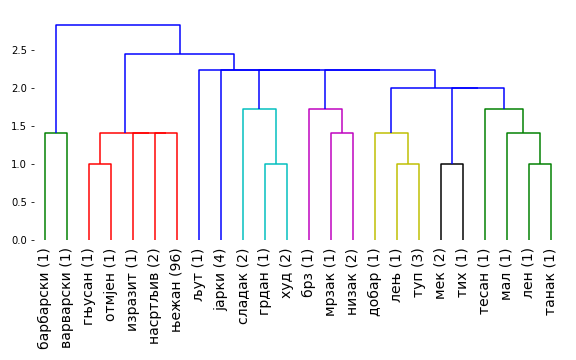 2.5
2.0
1.5
1.0
0.5
0.0
барбарски (1)
варварски (1)
гњусан (1)
отмјен (1)
изразит (1)
насртљив (2)
њежан (96)
љут (1)
јарки (4)
сладак (2)
грдан (1)
худ (2)
брз (1)
мрзак (1)
низак (2)
добар (1)
лењ (1)
туп (3)
мек (2)
тих (1)
тесан (1)
мал (1)
лен (1)
танак (1)